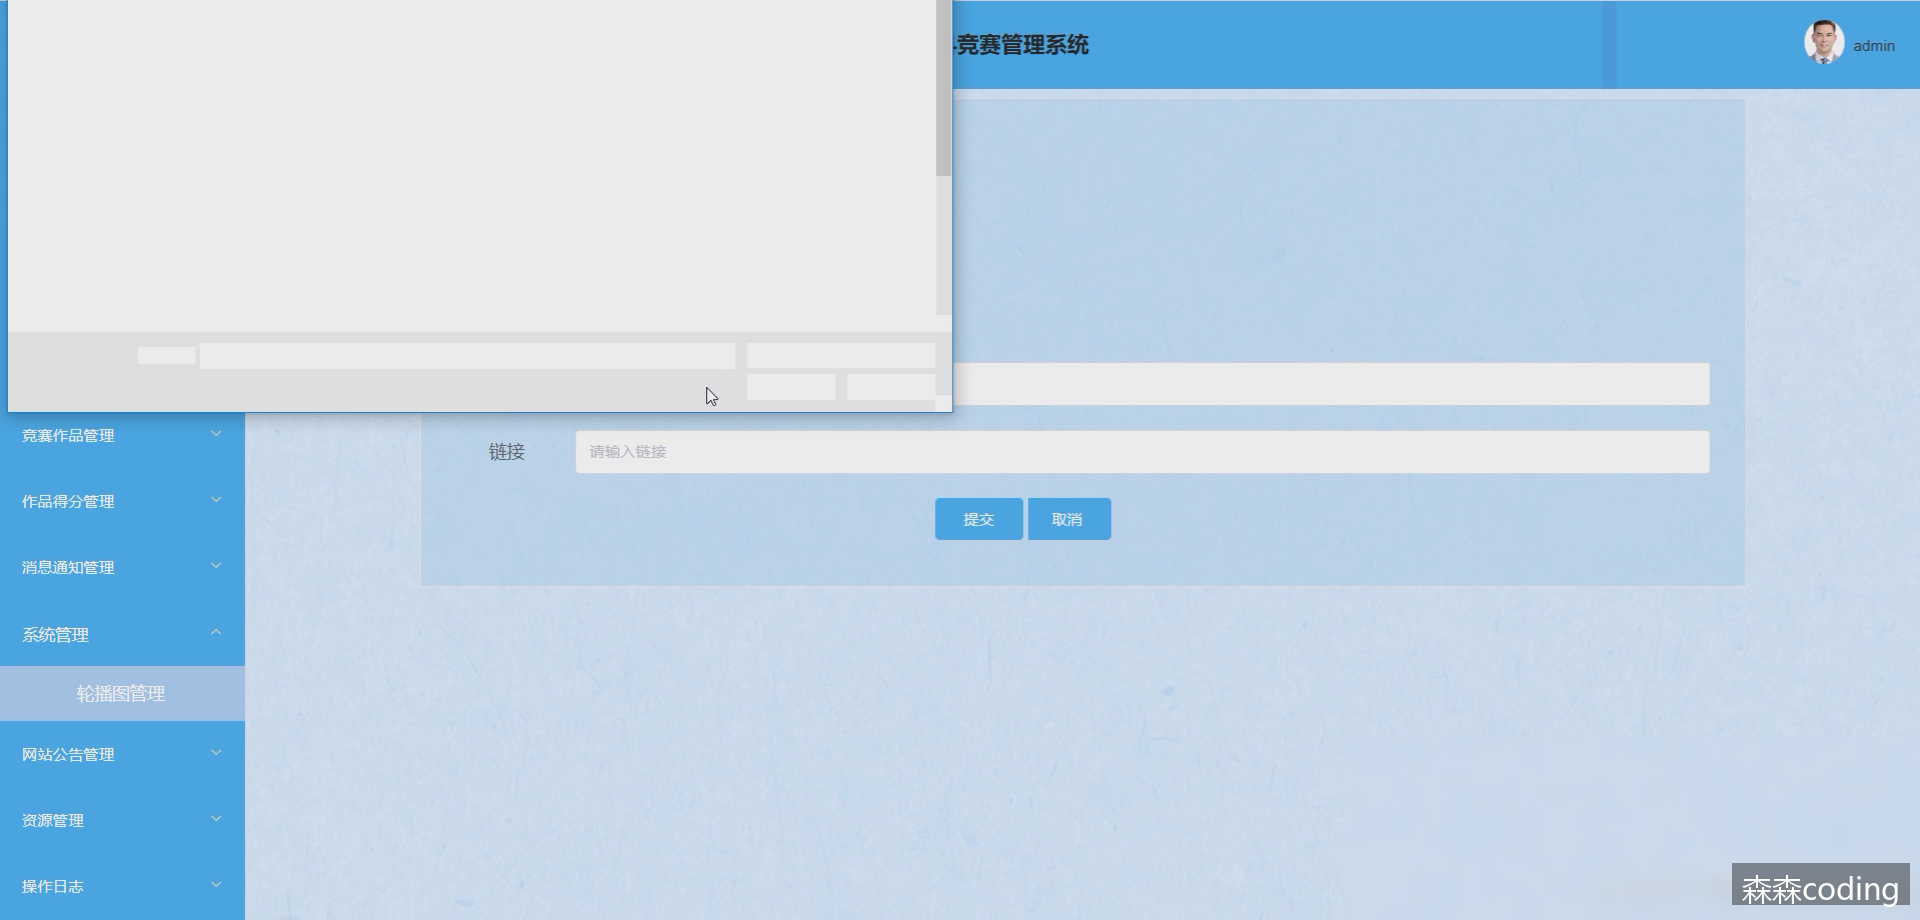 竞赛管理系统
admin
竞赛作品管理
作品得分管理
消息通知管理
系统管理
轮播图管理
网站公告管理
资源管理
操作日志
链接
请输入链接
提交
取消
森森coding